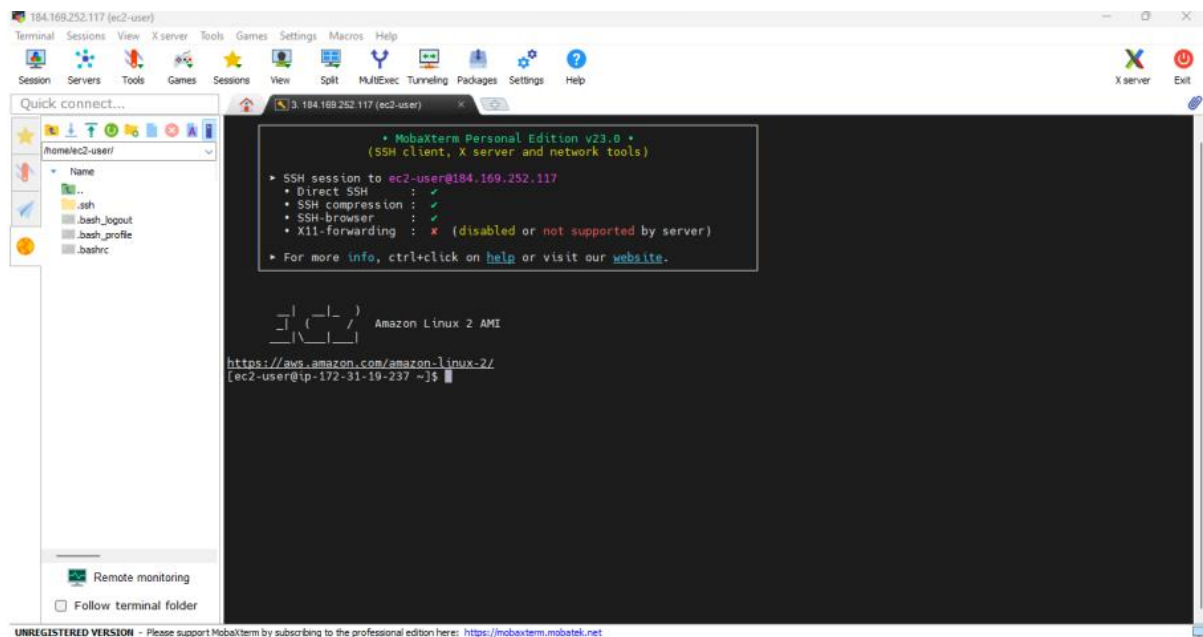 184.169.252.117 (ec2-user)
Terminal Sessions View X server Tools Games Settings Macros Help
Session Servers Tools Games Sessions View Split MultiExec Tunneling Packages Settings Help X server Exit
Quick connect...
3. 184.169.252.117 (ec2-user)
/home/ec2-user/
Name
..
.ssh
.bash_logout
.bash_profile
.bashrc
• MobaXterm Personal Edition v23.0 •
(SSH client, X server and network tools)
► SSH session to ec2-user@184.169.252.117
• Direct SSH : ✔
• SSH compression : ✔
• SSH-browser : ✔
• X11-forwarding : ✘ (disabled or not supported by server)
► For more info, ctrl+click on help or visit our website.
__| __|_ )
_| ( / Amazon Linux 2 AMI
___|\___|___|
https://aws.amazon.com/amazon-linux-2/
[ec2-user@ip-172-31-19-237 ~]$
Remote monitoring
Follow terminal folder
UNREGISTERED VERSION - Please support MobaXterm by subscribing to the professional edition here: https://mobaxterm.mobatek.net